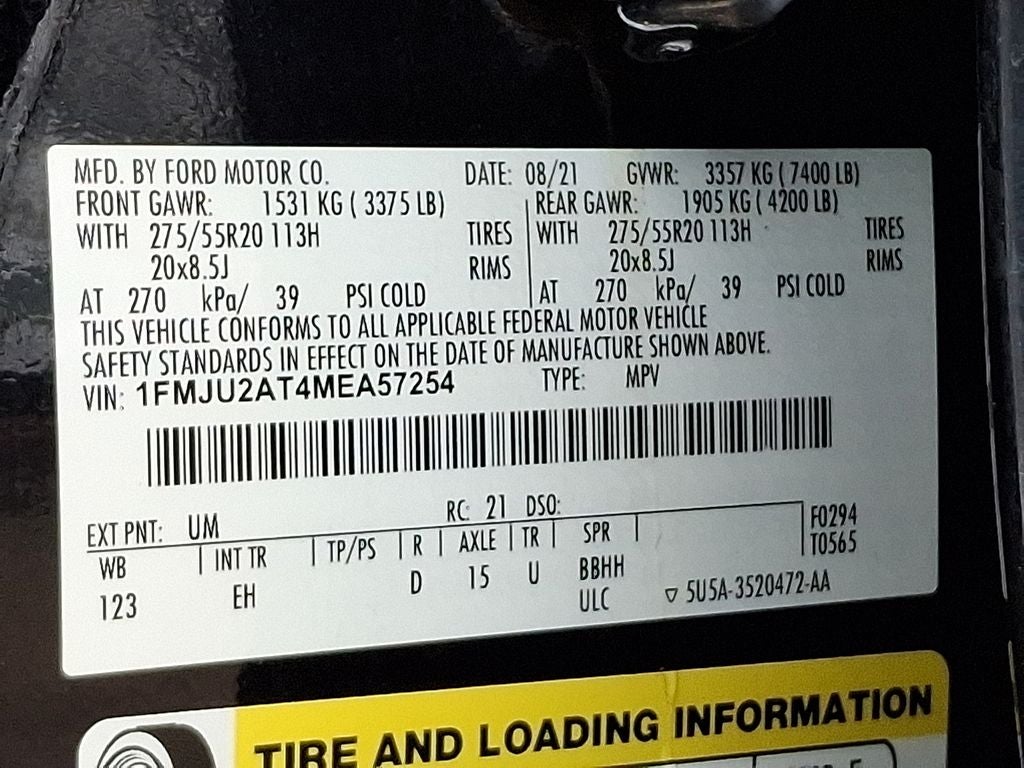 MFD. BY FORD MOTOR CO. DATE: 08/21 GVWR: 3357 KG ( 7400 LB)
FRONT GAWR: 1531 KG ( 3375 LB) REAR GAWR: 1905 KG ( 4200 LB)
WITH 275/55R20 113H TIRES WITH 275/55R20 113H TIRES
20x8.5J RIMS 20x8.5J RIMS
AT 270 kPa/ 39 PSI COLD AT 270 kPa/ 39 PSI COLD
THIS VEHICLE CONFORMS TO ALL APPLICABLE FEDERAL MOTOR VEHICLE
SAFETY STANDARDS IN EFFECT ON THE DATE OF MANUFACTURE SHOWN ABOVE.
VIN: 1FMJU2AT4MEA57254 TYPE: MPV
EXT PNT: UM RC: 21 DSO:
WB INT TR TP/PS R AXLE TR SPR F0294
123 EH D 15 U BBHH T0565
ULC 5U5A-3520472-AA
TIRE AND LOADING INFORMATION